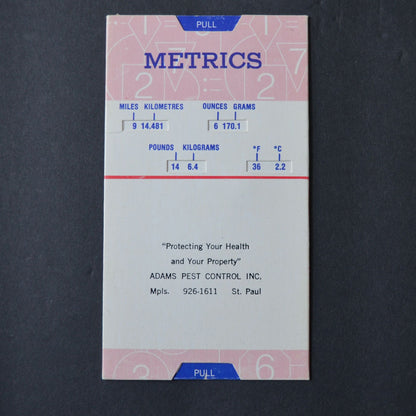 PULL
METRICS
MILES KILOMETRES OUNCES GRAMS
9 14.481 6 170.1
POUNDS KILOGRAMS °F °C
14 6.4 36 2.2
"Protecting Your Health
and Your Property"
ADAMS PEST CONTROL INC.
Mpls. 926-1611 St. Paul
PULL